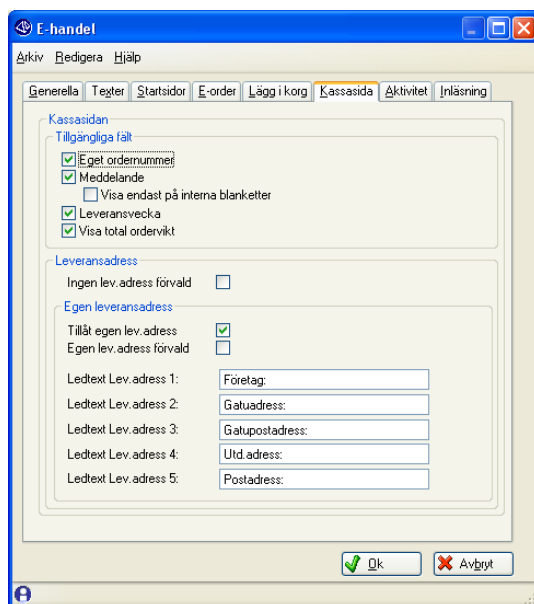 E-handel
Arkiv Redigera Hjälp
Generella Texter Startsidor E-order Lägg i korg Kassasida Aktivitet Inläsning
Kassasidan
Tillgängliga fält
Eget ordernummer
Meddelande
Visa endast på interna blanketter
Leveransvecka
Visa total ordervikt
Leveransadress
Ingen lev.adress förvald
Egen leveransadress
Tillåt egen lev.adress
Egen lev.adress förvald
Ledtext Lev.adress 1: Företag:
Ledtext Lev.adress 2: Gatuadress:
Ledtext Lev.adress 3: Gatupostadress:
Ledtext Lev.adress 4: Utd.adress:
Ledtext Lev.adress 5: Postadress:
Ok Avbryt